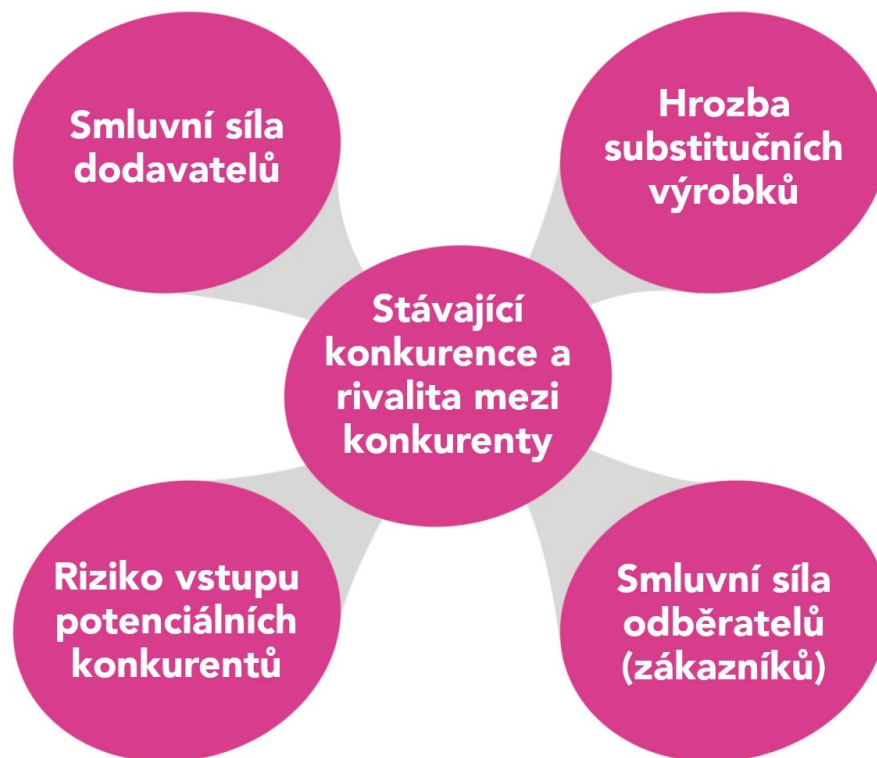 Smluvní síla
dodavatelů
Hrozba
substitučních
výrobků
Stávající
konkurence a
rivalita mezi
konkurenty
Riziko vstupu
potenciálních
konkurentů
Smluvní síla
odběratelů
(zákazníků)